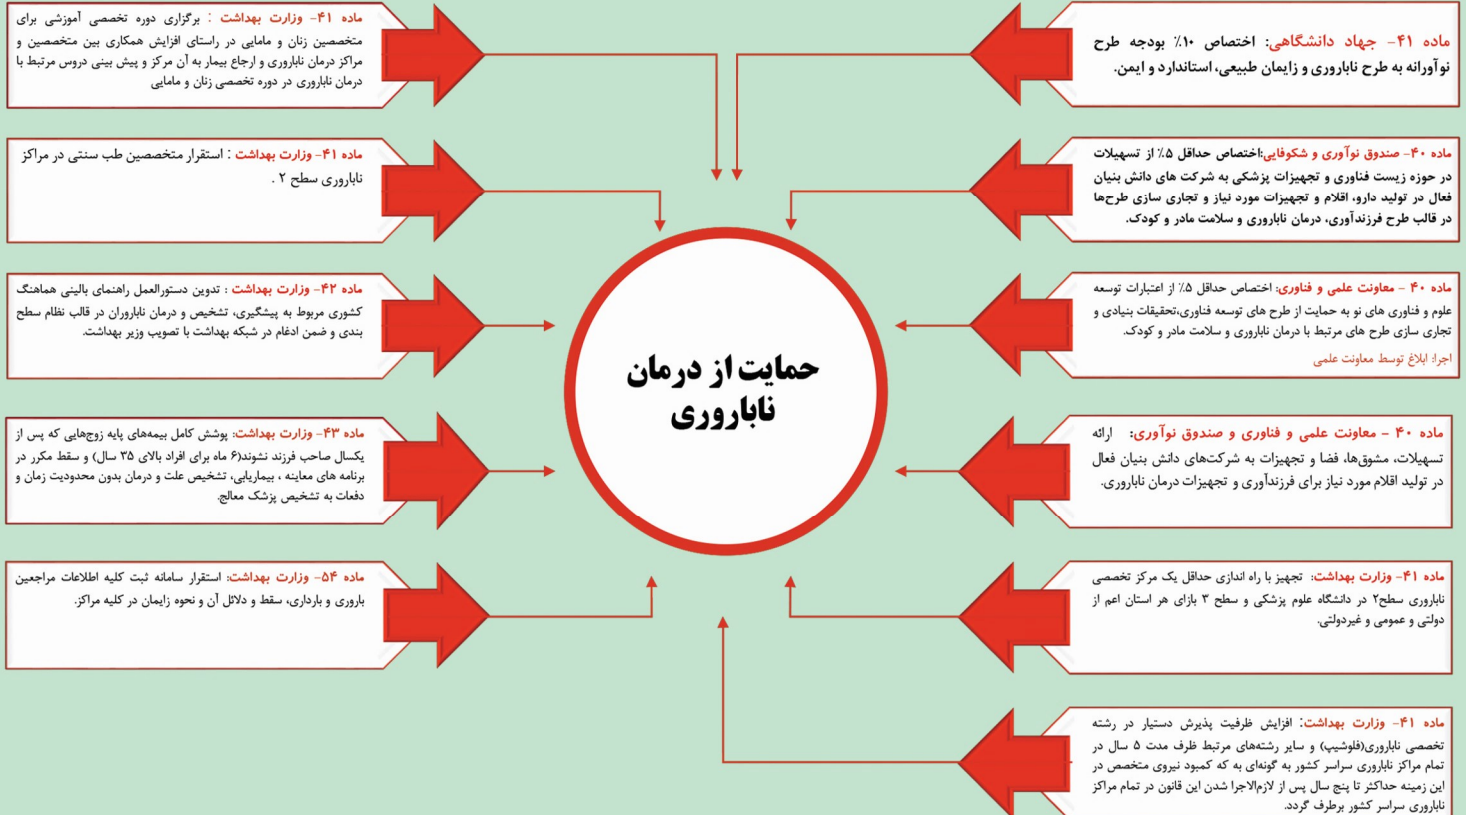 ماده ۴۱- جهاد دانشگاهی: اختصاص ۱۰٪ بودجه طرح
نوآورانه به طرح ناباروری و زایمان طبیعی، استاندارد و ایمن.
ماده ۴۰- صندوق نوآوری و شکوفایی:اختصاص حداقل ۵٪ از تسهیلات
در حوزه زیست فناوری و تجهیزات پزشکی به شرکت های دانش بنیان
فعال در تولید دارو، اقلام و تجهیزات مورد نیاز و تجاری سازی طرح‌ها
در قالب طرح فرزندآوری، درمان ناباروری و سلامت مادر و کودک.
ماده ۴۰ - معاونت علمی و فناوری: اختصاص حداقل ۵٪ از اعتبارات توسعه
علوم و فناوری های نو به حمایت از طرح های توسعه فناوری،تحقیقات بنیادی و
تجاری سازی طرح های مرتبط با درمان ناباروری و سلامت مادر و کودک.
اجرا: ابلاغ توسط معاونت علمی
ماده ۴۰ - معاونت علمی و فناوری و صندوق نوآوری: ارائه
تسهیلات، مشوق‌ها، فضا و تجهیزات به شرکت‌های دانش بنیان فعال
در تولید اقلام مورد نیاز برای فرزندآوری و تجهیزات درمان ناباروری.
ماده ۴۱- وزارت بهداشت: تجهیز با راه اندازی حداقل یک مرکز تخصصی
ناباروری سطح۲ در دانشگاه علوم پزشکی و سطح ۳ بازای هر استان اعم از
دولتی و عمومی و غیردولتی.
ماده ۴۱- وزارت بهداشت: افزایش ظرفیت پذیرش دستیار در رشته
تخصصی ناباروری(فلوشیپ) و سایر رشته‌های مرتبط ظرف مدت ۵ سال در
تمام مراکز ناباروری سراسر کشور به گونه‌ای به که کمبود نیروی متخصص در
این زمینه حداکثر تا پنج سال پس از لازم‌الاجرا شدن این قانون در تمام مراکز
ناباروری سراسر کشور برطرف گردد.
حمایت از درمان
ناباروری
ماده ۴۱- وزارت بهداشت : برگزاری دوره تخصصی آموزشی برای
متخصصین زنان و مامایی در راستای افزایش همکاری بین متخصصین و
مراکز درمان ناباروری و ارجاع بیمار به آن مرکز و پیش بینی دروس مرتبط با
درمان ناباروری در دوره تخصصی زنان و مامایی
ماده ۴۱- وزارت بهداشت : استقرار متخصصین طب سنتی در مراکز
ناباروری سطح ۲ .
ماده ۴۲- وزارت بهداشت : تدوین دستورالعمل راهنمای بالینی هماهنگ
کشوری مربوط به پیشگیری، تشخیص و درمان ناباروران در قالب نظام سطح
بندی و ضمن ادغام در شبکه بهداشت با تصویب وزیر بهداشت.
ماده ۴۳- وزارت بهداشت: پوشش کامل بیمه‌های پایه زوج‌هایی که پس از
یکسال صاحب فرزند نشوند(۶ ماه برای افراد بالای ۳۵ سال) و سقط مکرر در
برنامه های معاینه ، بیماریابی، تشخیص علت و درمان بدون محدودیت زمان و
دفعات به تشخیص پزشک معالج.
ماده ۵۴- وزارت بهداشت: استقرار سامانه ثبت کلیه اطلاعات مراجعین
باروری و بارداری، سقط و دلائل آن و نحوه زایمان در کلیه مراکز.